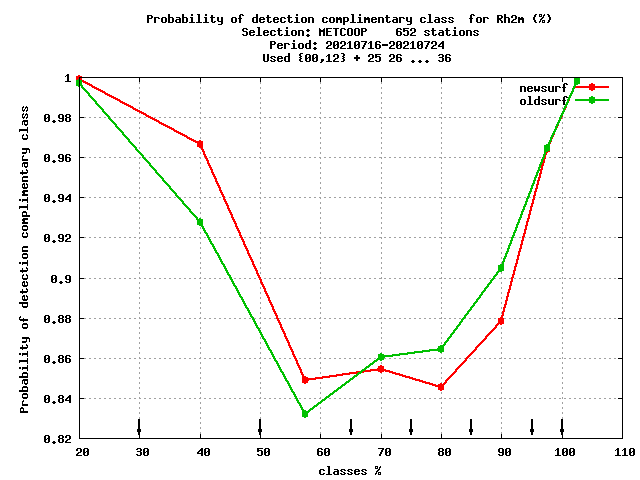 Probability of detection complimentary class  for Rh2m (%)
Selection: METCOOP    652 stations
Period: 20210716-20210724
Used {00,12} + 25 26 ... 36
newsurf
oldsurf
Probability of detection complimentary class
1
0.98
0.96
0.94
0.92
0.9
0.88
0.86
0.84
0.82
20 30 40 50 60 70 80 90 100 110
classes %